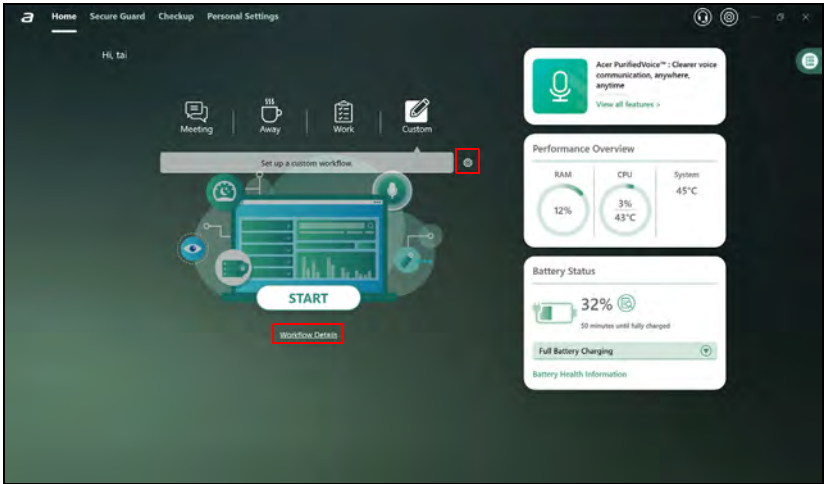 a Home Secure Guard Checkup Personal Settings
Hi, tai
Meeting Away Work Custom
Set up a custom workflow.
START
Workflow Details
Acer PurifiedVoice™ : Clearer voice
communication, anywhere,
anytime
View all features >
Performance Overview
RAM CPU System
12%
3%
43°C
45°C
Battery Status
32%
50 minutes until fully charged
Full Battery Charging
Battery Health Information